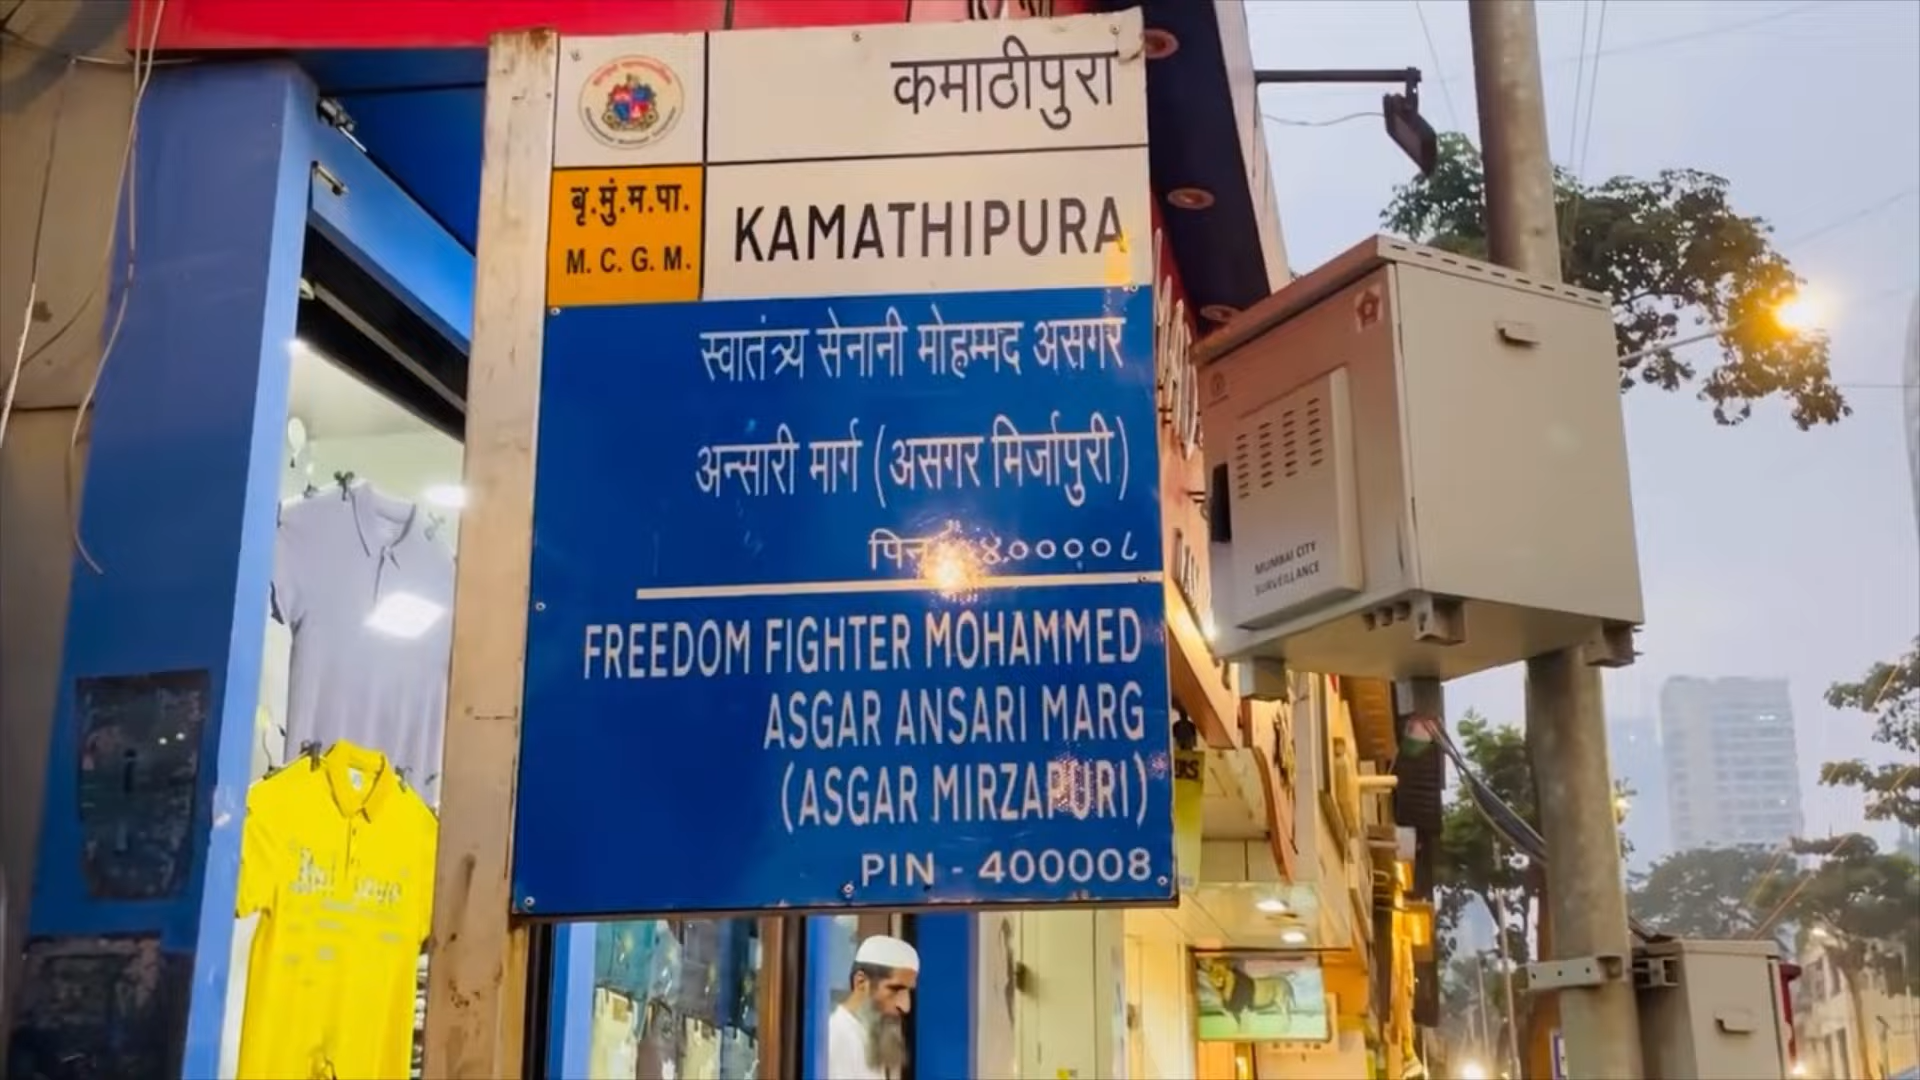 कमाठीपुरा
बृ.मुं.म.पा.
M. C. G. M.
KAMATHIPURA
स्वातंत्र्य सेनानी मोहम्मद असगर
अन्सारी मार्ग (असगर मिर्जापुरी)
पिन ४००००८
FREEDOM FIGHTER MOHAMMED
ASGAR ANSARI MARG
(ASGAR MIRZAPURI)
PIN - 400008
MUMBAI CITY
SURVEILLANCE